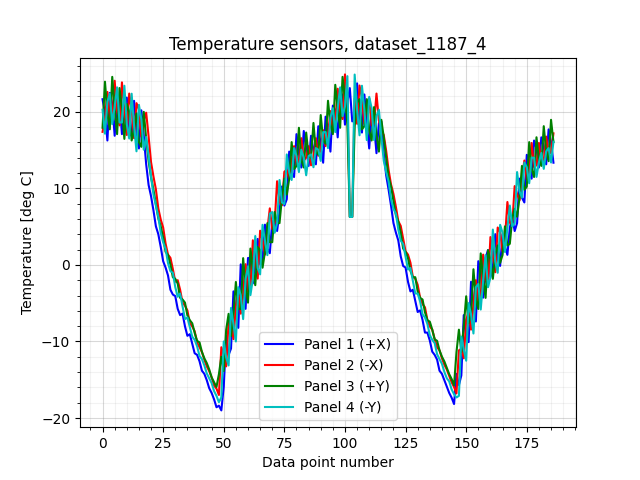 Temperature sensors, dataset_1187_4
Temperature [deg C]
20
10
0
−10
−20
0
25
50
75
100
125
150
175
Data point number
Panel 1 (+X)
Panel 2 (-X)
Panel 3 (+Y)
Panel 4 (-Y)